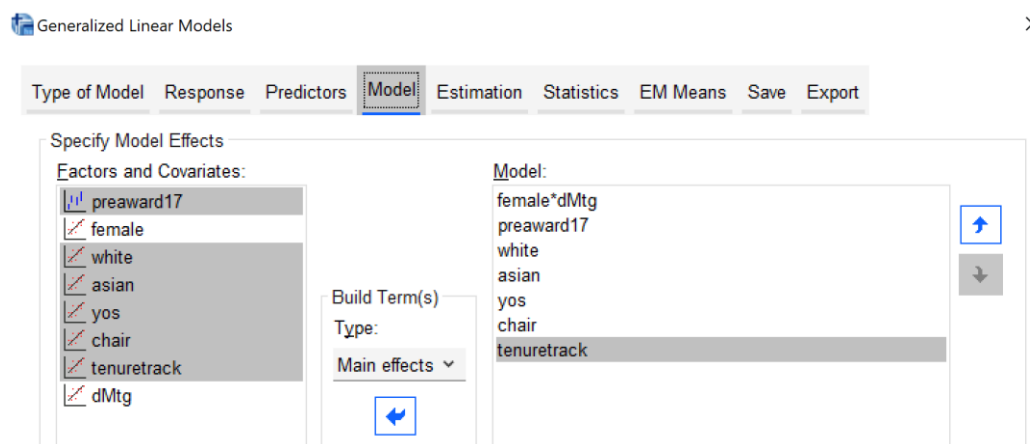 Generalized Linear Models
Type of Model Response Predictors Model Estimation Statistics EM Means Save Export
Specify Model Effects
Factors and Covariates:
preaward17
female
white
asian
yos
chair
tenuretrack
dMtg
Build Term(s)
Type:
Main effects
Model:
female*dMtg
preaward17
white
asian
yos
chair
tenuretrack